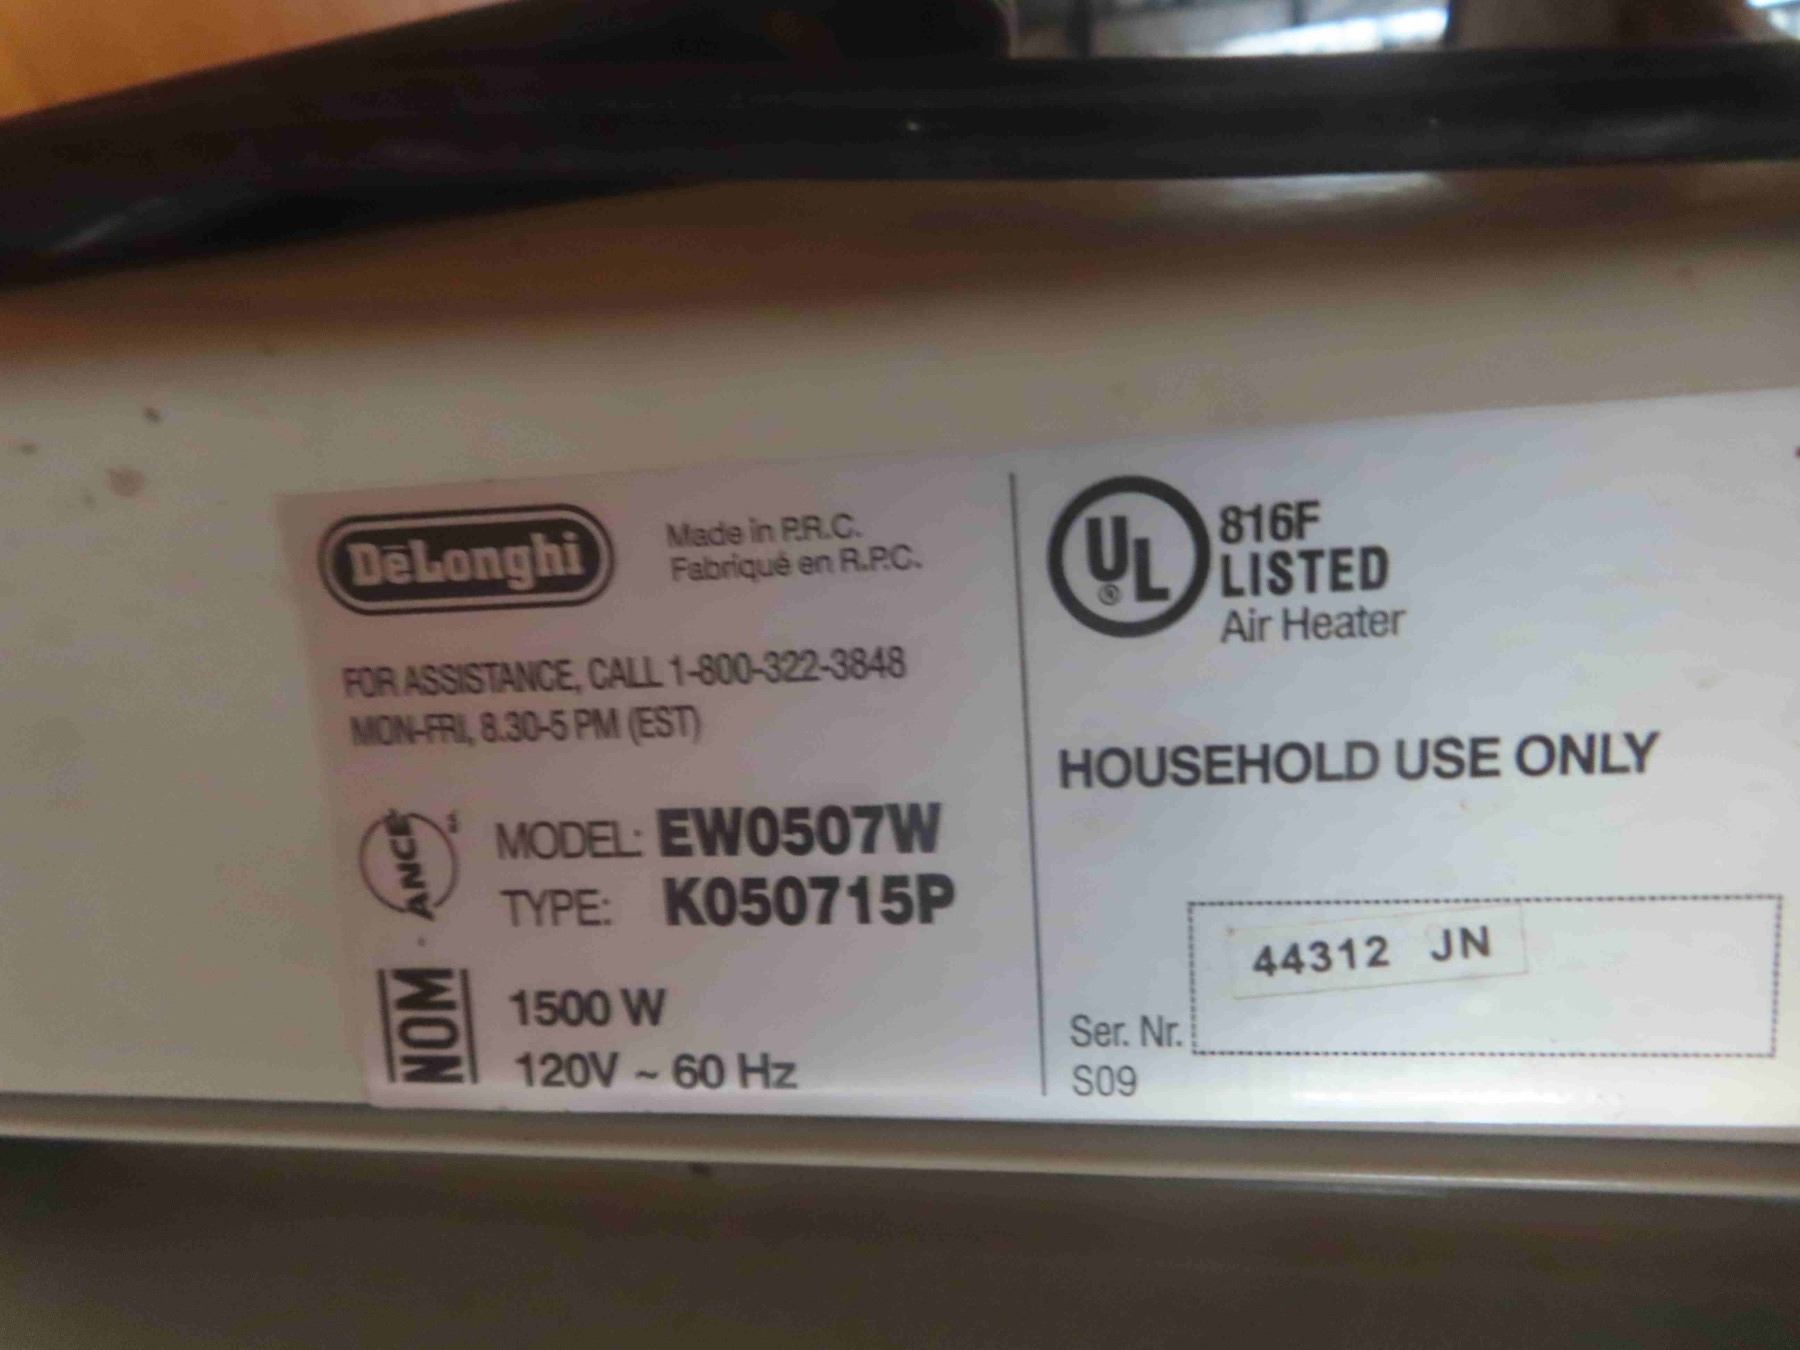 DeLonghi
Made in P.R.C.
Fabriqué en R.P.C.
FOR ASSISTANCE, CALL 1-800-322-3848
MON-FRI, 8.30-5 PM (EST)
ANCE
NOM
MODEL: EW0507W
TYPE: K050715P
1500 W
120V ~ 60 Hz
UL ®
816F
LISTED
Air Heater
HOUSEHOLD USE ONLY
44312 JN
Ser. Nr.
S09